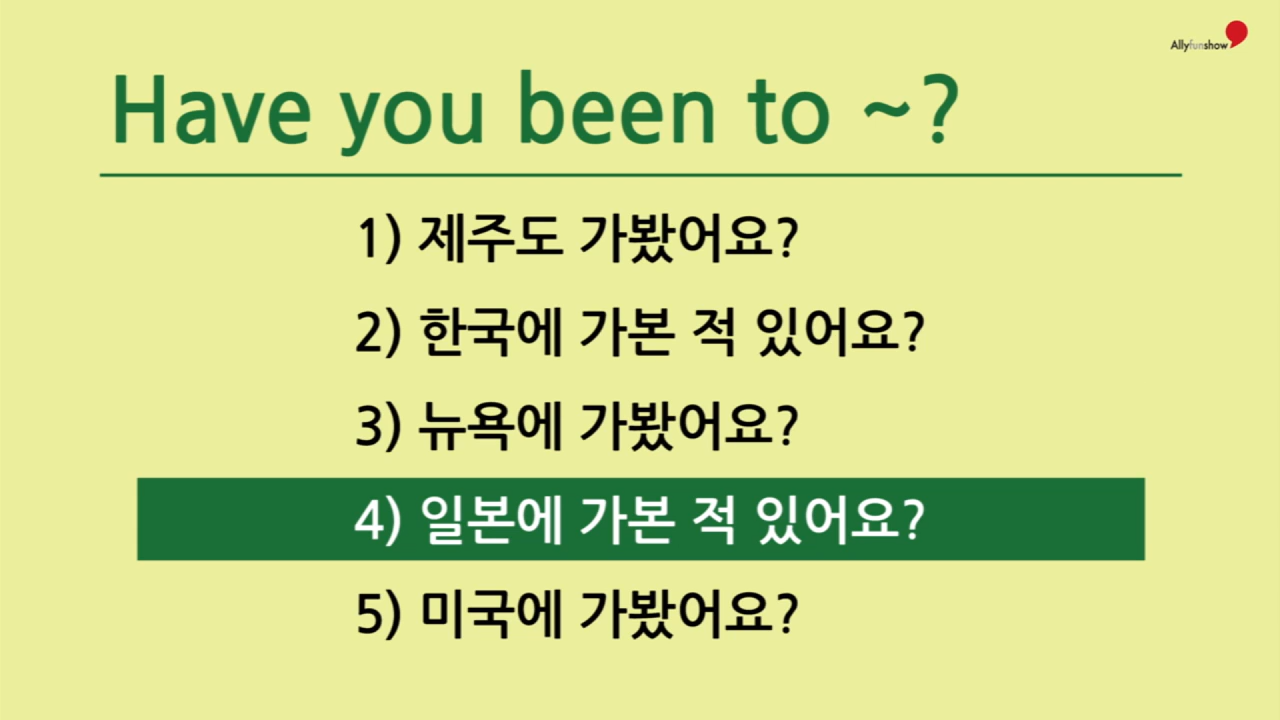 Allyfunshow
Have you been to ~?
1) 제주도 가봤어요?
2) 한국에 가본 적 있어요?
3) 뉴욕에 가봤어요?
4) 일본에 가본 적 있어요?
5) 미국에 가봤어요?